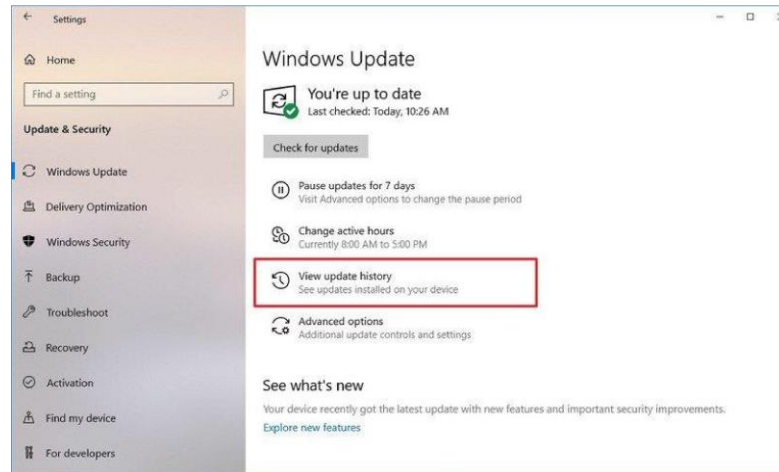 Settings
Home
Find a setting
Update & Security
Windows Update
Delivery Optimization
Windows Security
Backup
Troubleshoot
Recovery
Activation
Find my device
For developers
Windows Update
You're up to date
Last checked: Today, 10:26 AM
Check for updates
Pause updates for 7 days
Visit Advanced options to change the pause period
Change active hours
Currently 8:00 AM to 5:00 PM
View update history
See updates installed on your device
Advanced options
Additional update controls and settings
See what's new
Your device recently got the latest update with new features and important security improvements.
Explore new features